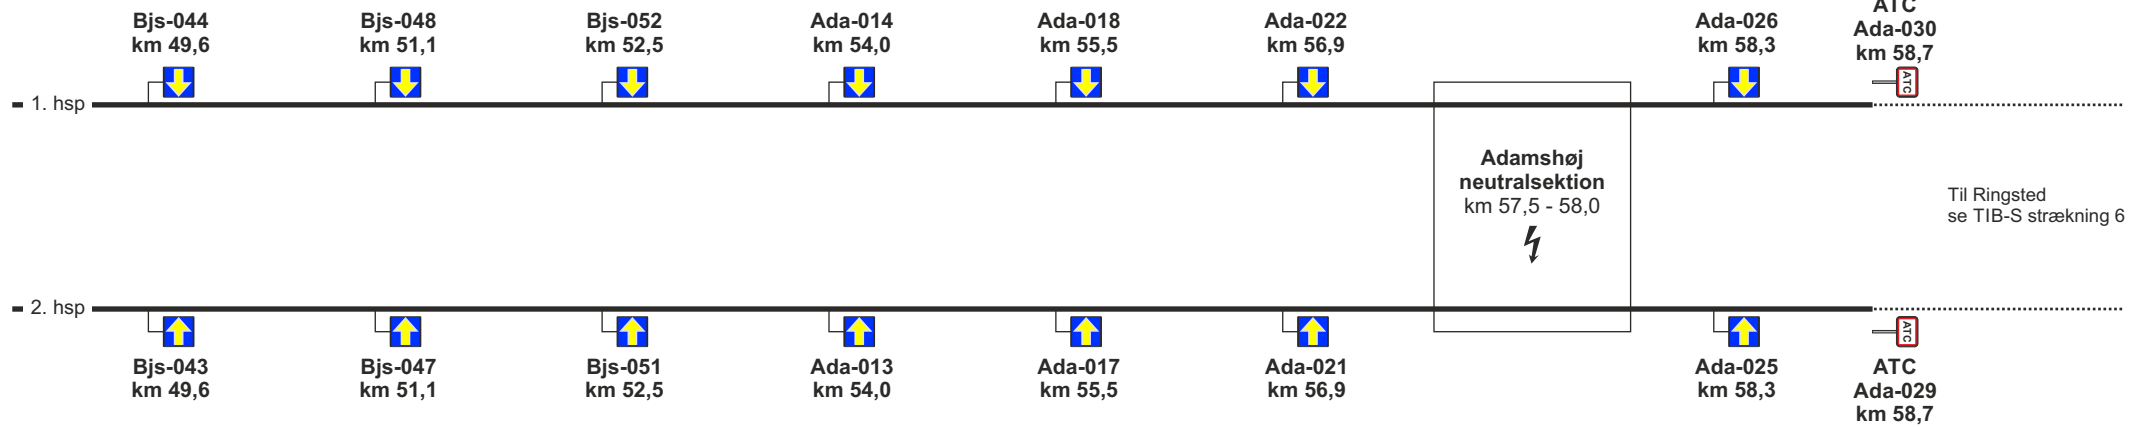 Bjs-044
km 49,6
Bjs-048
km 51,1
Bjs-052
km 52,5
Ada-014
km 54,0
Ada-018
km 55,5
Ada-022
km 56,9
Ada-026
km 58,3
ATC
Ada-030
km 58,7
ATC
1. hsp
Adamshøj
neutralsektion
km 57,5 - 58,0
Til Ringsted
se TIB-S strækning 6
2. hsp
ATC
Bjs-043
km 49,6
Bjs-047
km 51,1
Bjs-051
km 52,5
Ada-013
km 54,0
Ada-017
km 55,5
Ada-021
km 56,9
Ada-025
km 58,3
ATC
Ada-029
km 58,7